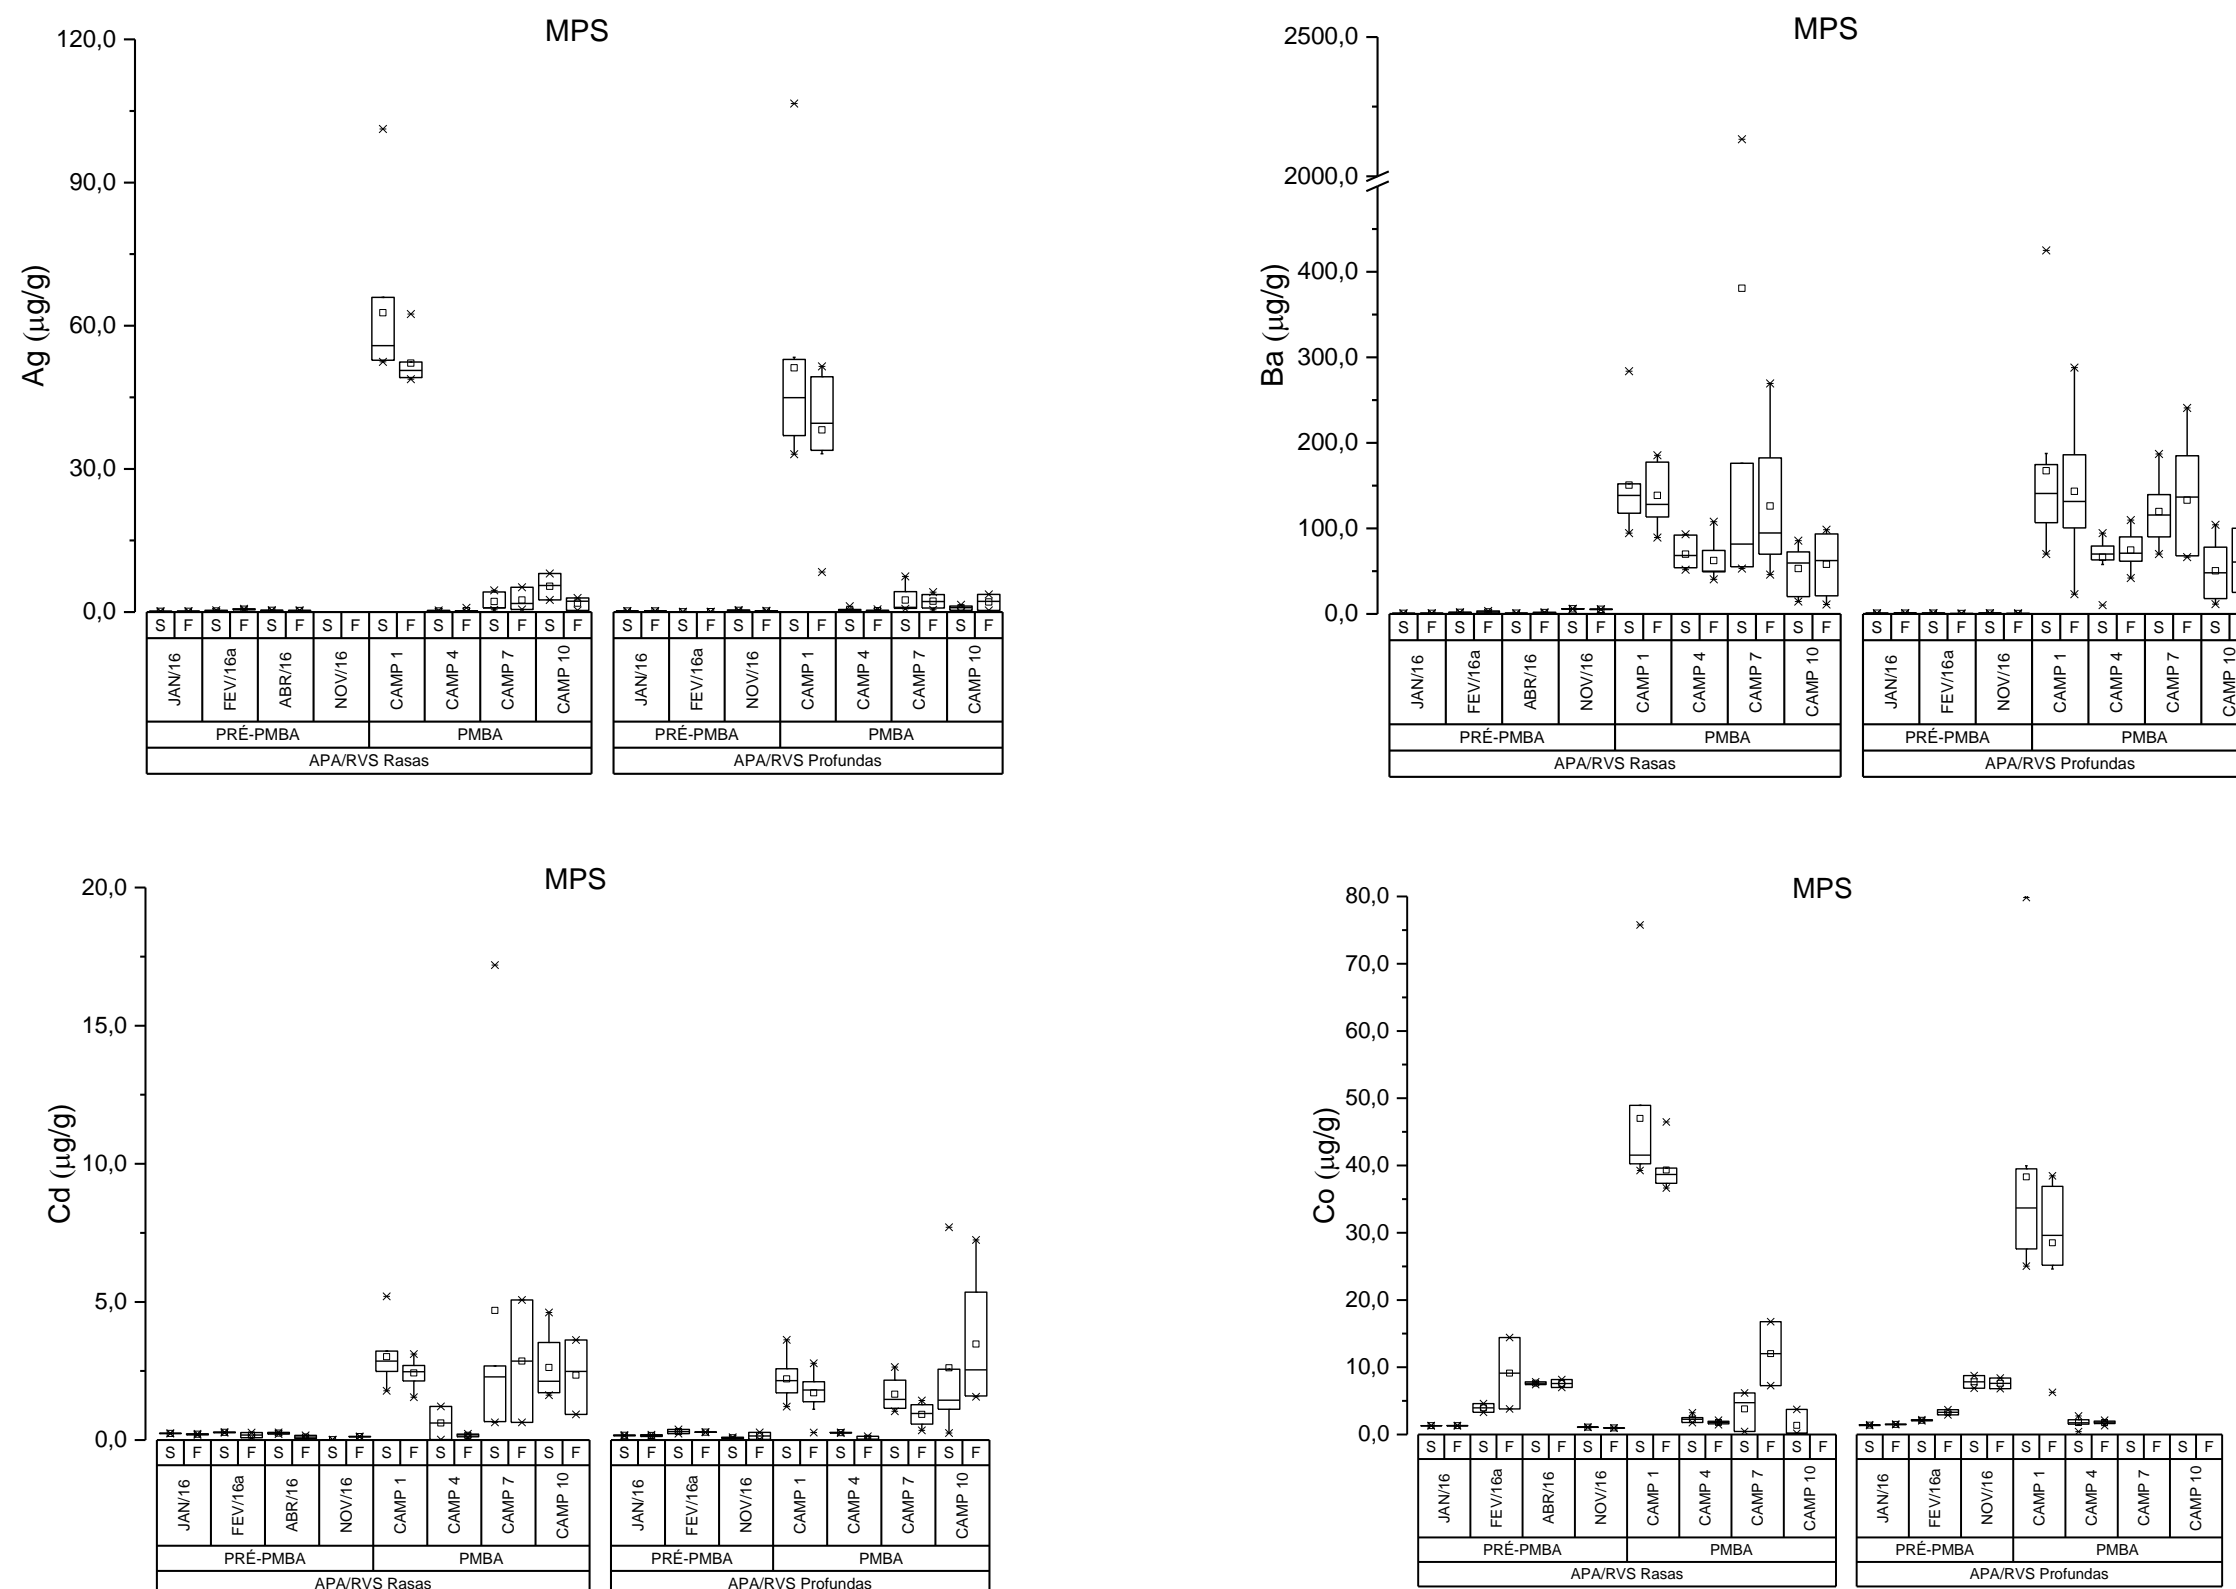 MPS
120,0
90,0
60,0
30,0
0,0
Ag (µg/g)
S F S F S F S F S F S F S F S F
JAN/16 FEV/16a ABR/16 NOV/16 CAMP 1 CAMP 4 CAMP 7 CAMP 10
PRÉ-PMBA PMBA
APA/RVS Rasas
S F S F S F S F S F S F S F
JAN/16 FEV/16a NOV/16 CAMP 1 CAMP 4 CAMP 7 CAMP 10
PRÉ-PMBA PMBA
APA/RVS Profundas
MPS
2500,0
2000,0
400,0
300,0
200,0
100,0
0,0
Ba (µg/g)
S F S F S F S F S F S F S F S F
JAN/16 FEV/16a ABR/16 NOV/16 CAMP 1 CAMP 4 CAMP 7 CAMP 10
PRÉ-PMBA PMBA
APA/RVS Rasas
S F S F S F S F S F S F S
JAN/16 FEV/16a NOV/16 CAMP 1 CAMP 4 CAMP 7 CAMP 10
PRÉ-PMBA PMBA
APA/RVS Profundas
MPS
20,0
15,0
10,0
5,0
0,0
Cd (µg/g)
S F S F S F S F S F S F S F S F
JAN/16 FEV/16a ABR/16 NOV/16 CAMP 1 CAMP 4 CAMP 7 CAMP 10
PRÉ-PMBA PMBA
APA/RVS Rasas
S F S F S F S F S F S F S F
JAN/16 FEV/16a NOV/16 CAMP 1 CAMP 4 CAMP 7 CAMP 10
PRÉ-PMBA PMBA
APA/RVS Profundas
MPS
80,0
70,0
60,0
50,0
40,0
30,0
20,0
10,0
0,0
Co (µg/g)
S F S F S F S F S F S F S F S F
JAN/16 FEV/16a ABR/16 NOV/16 CAMP 1 CAMP 4 CAMP 7 CAMP 10
PRÉ-PMBA PMBA
APA/RVS Rasas
S F S F S F S F S F S F S F
JAN/16 FEV/16a NOV/16 CAMP 1 CAMP 4 CAMP 7 CAMP 10
PRÉ-PMBA PMBA
APA/RVS Profundas